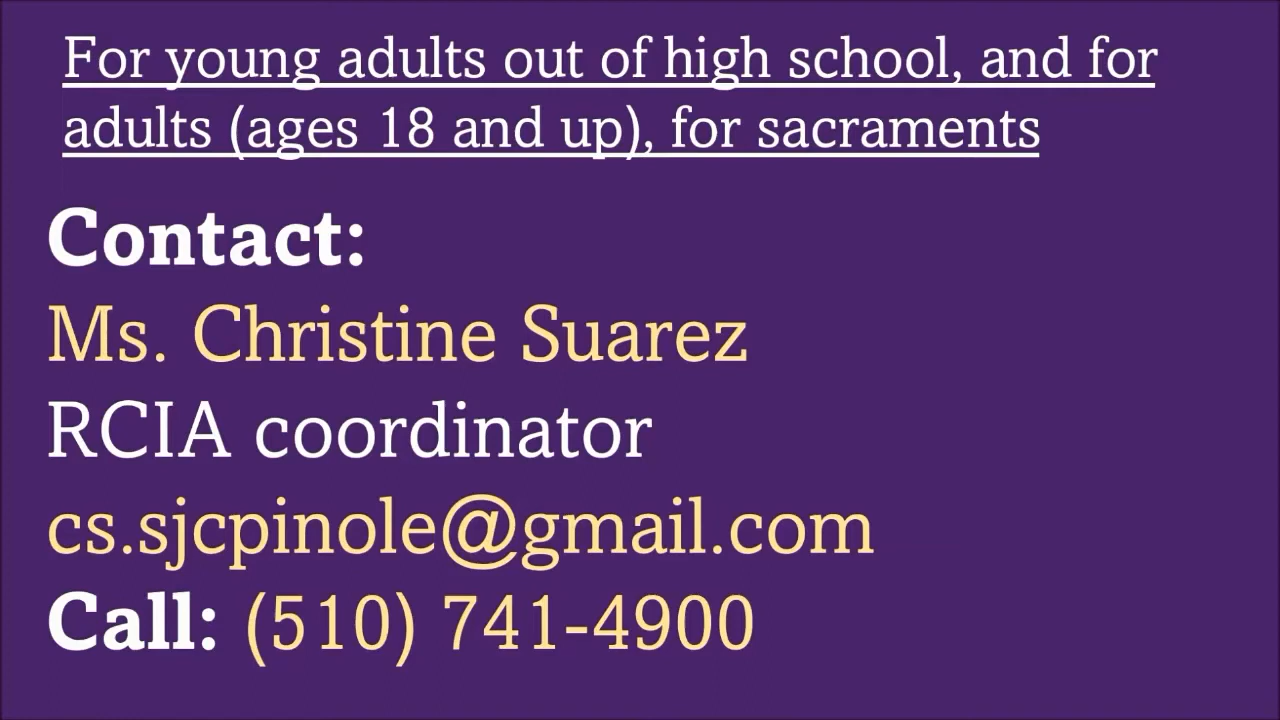 For young adults out of high school, and for
adults (ages 18 and up), for sacraments
Contact:
Ms. Christine Suarez
RCIA coordinator
cs.sjcpinole@gmail.com
Call: (510) 741-4900